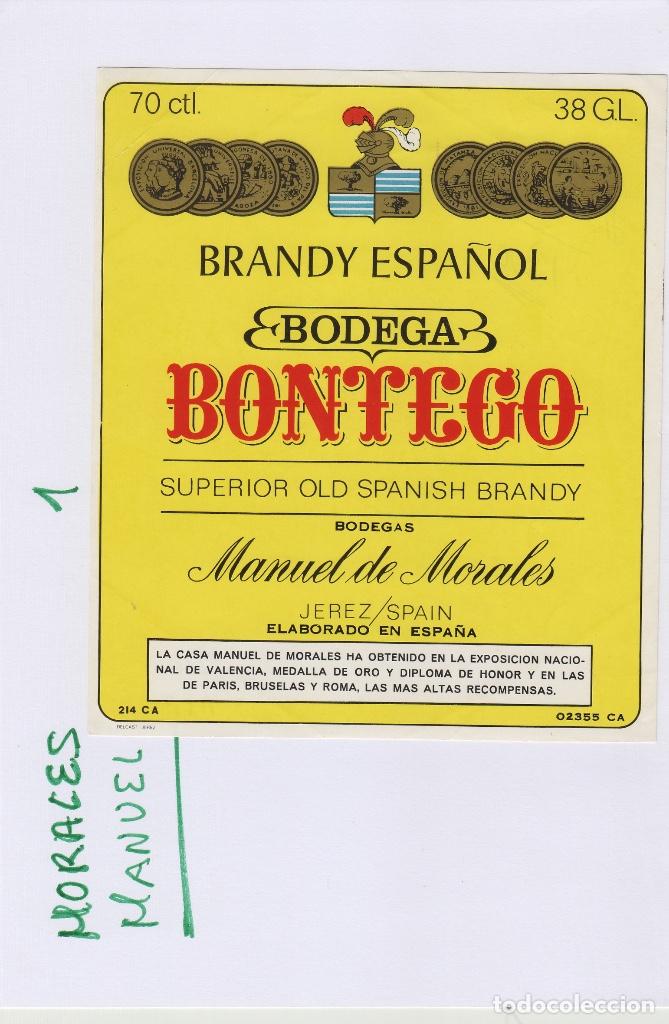 70 ctl.
38 G.L.
BRANDY ESPAÑOL
BODEGA
BONTEGO
SUPERIOR OLD SPANISH BRANDY
BODEGAS
Manuel de Morales
JEREZ/SPAIN
ELABORADO EN ESPAÑA
LA CASA MANUEL DE MORALES HA OBTENIDO EN LA EXPOSICION NACIO-
NAL DE VALENCIA, MEDALLA DE ORO Y DIPLOMA DE HONOR Y EN LAS
DE PARIS, BRUSELAS Y ROMA, LAS MAS ALTAS RECOMPENSAS.
214 CA
02355 CA
1
MORALES
MANUEL
todocoleccion